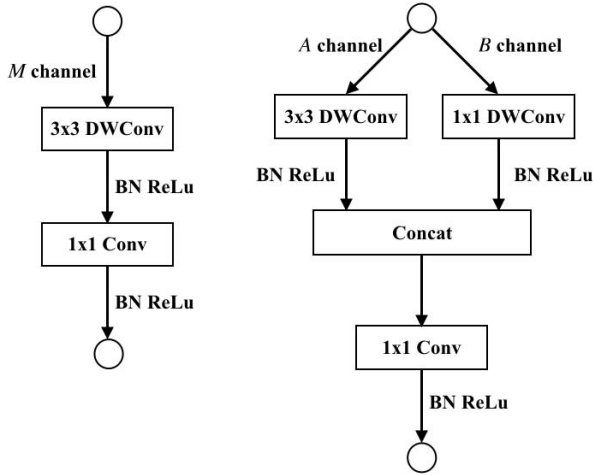 M channel
3x3 DWConv
BN ReLu
1x1 Conv
BN ReLu
A channel
B channel
3x3 DWConv
1x1 DWConv
BN ReLu
BN ReLu
Concat
1x1 Conv
BN ReLu